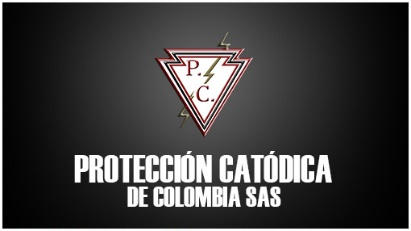 P.
C.
PROTECCIÓN CATÓDICA
DE COLOMBIA SAS